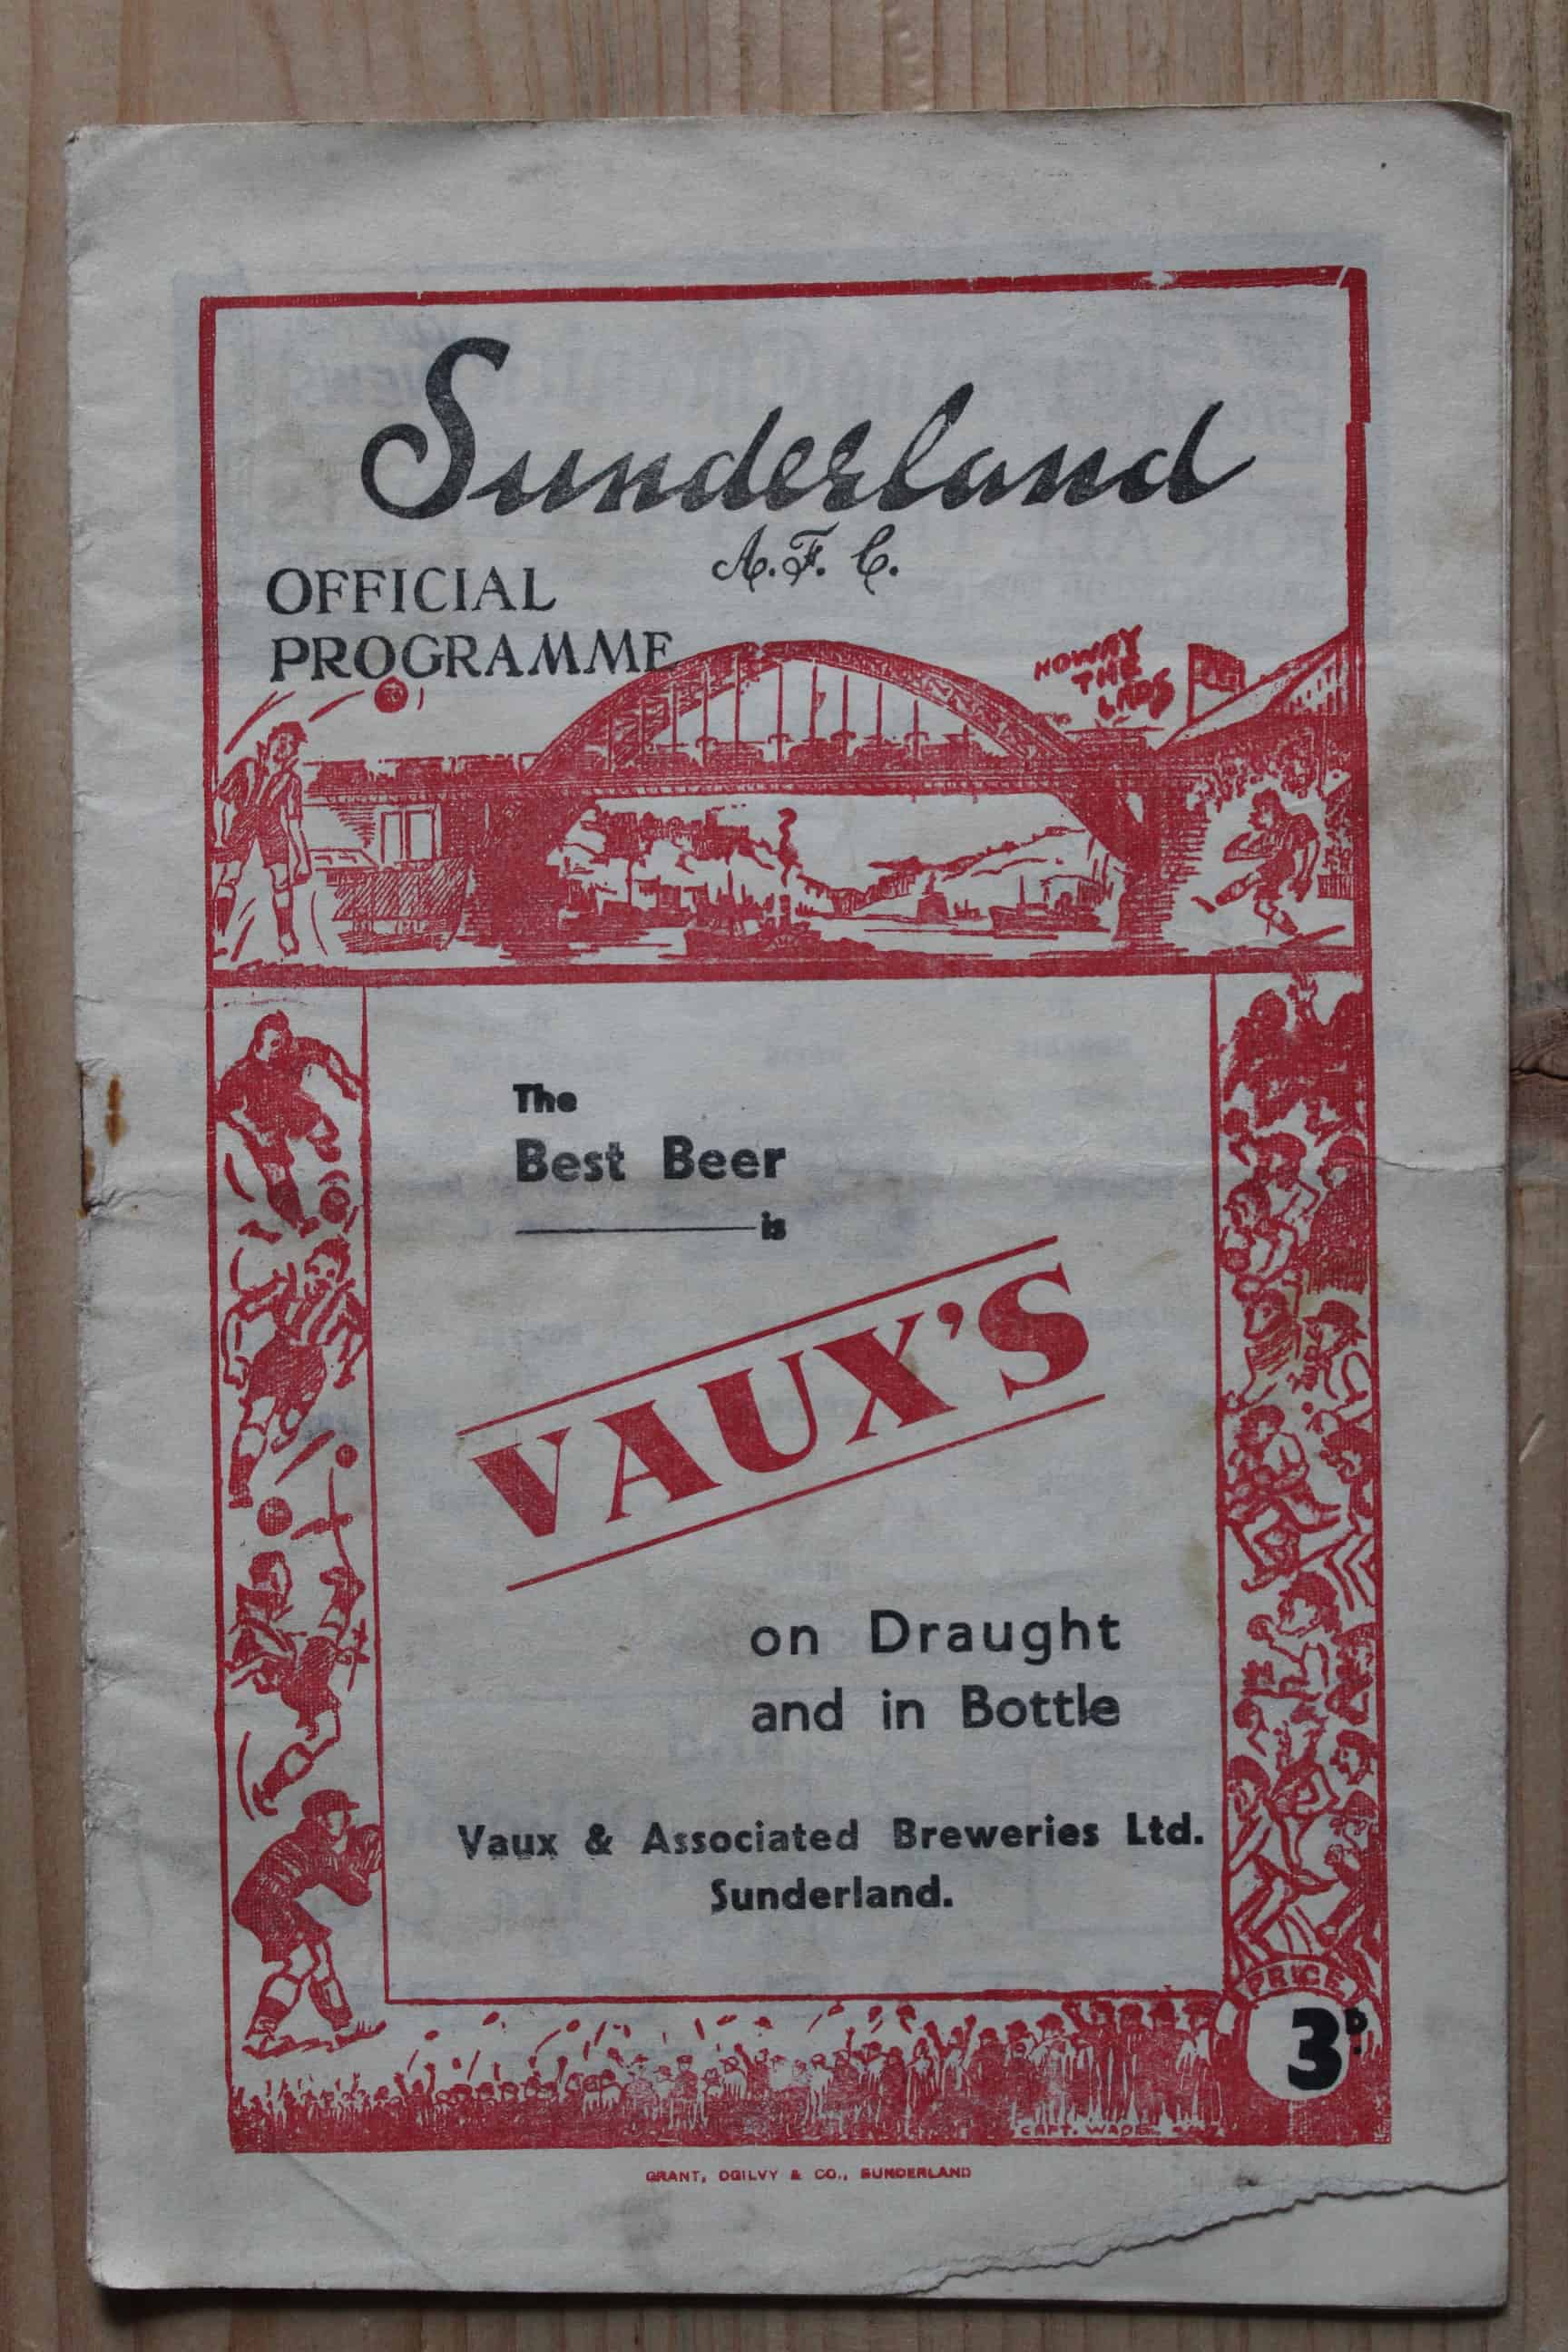 Sunderland
A. F. C.
OFFICIAL
PROGRAMME
HOWAY
THE
LADS
The
Best Beer
is
VAUX'S
on Draught
and in Bottle
Vaux & Associated Breweries Ltd.
Sunderland.
PRICE
3D
CAPT. WADE
GRANT, OGILVY & CO., SUNDERLAND